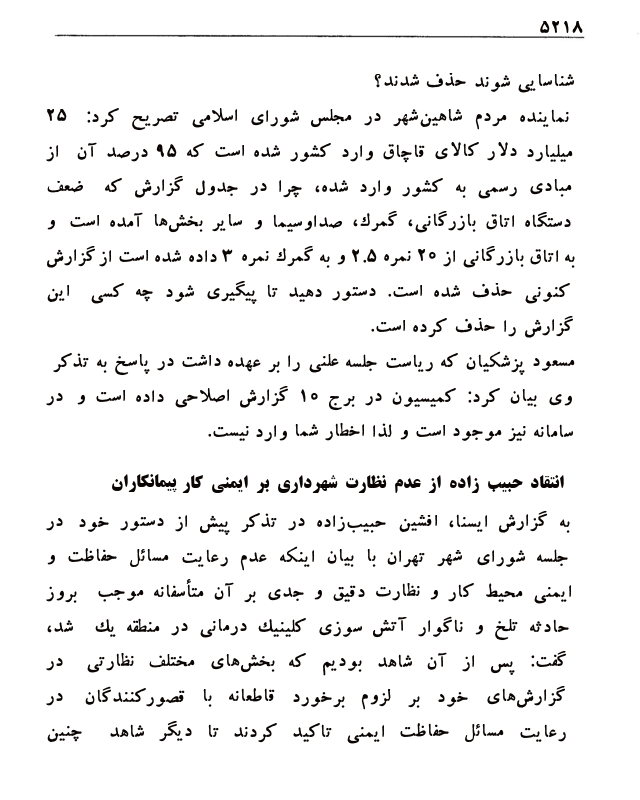 ۵۲۱۸
شناسایی شوند حذف شدند؟
نماینده مردم شاهین‌شهر در مجلس شورای اسلامی تصریح کرد: ۲۵
میلیارد دلار کالای قاچاق وارد کشور شده است که ۹۵ درصد آن از
مبادی رسمی به کشور وارد شده، چرا در جدول گزارش که ضعف
دستگاه اتاق بازرگانی، گمرك، صداوسیما و سایر بخش‌ها آمده است و
به اتاق بازرگانی از ۲۰ نمره ۲.۵ و به گمرك نمره ۳ داده شده است از گزارش
کنونی حذف شده است. دستور دهید تا پیگیری شود چه کسی این
گزارش را حذف کرده است.
مسعود پزشکیان که ریاست جلسه علنی را بر عهده داشت در پاسخ به تذکر
وی بیان کرد: کمیسیون در برج ۱۰ گزارش اصلاحی داده است و در
سامانه نیز موجود است و لذا اخطار شما وارد نیست.
انتقاد حبیب زاده از عدم نظارت شهرداری بر ایمنی کار پیمانکاران
به گزارش ایسنا، افشین حبیب‌زاده در تذکر پیش از دستور خود در
جلسه شورای شهر تهران با بیان اینکه عدم رعایت مسائل حفاظت و
ایمنی محیط کار و نظارت دقیق و جدی بر آن متأسفانه موجب بروز
حادثه تلخ و ناگوار آتش سوزی کلینیك درمانی در منطقه یك شد،
گفت: پس از آن شاهد بودیم که بخش‌های مختلف نظارتی در
گزارش‌های خود بر لزوم برخورد قاطعانه با قصورکنندگان در
رعایت مسائل حفاظت ایمنی تاکید کردند تا دیگر شاهد چنین